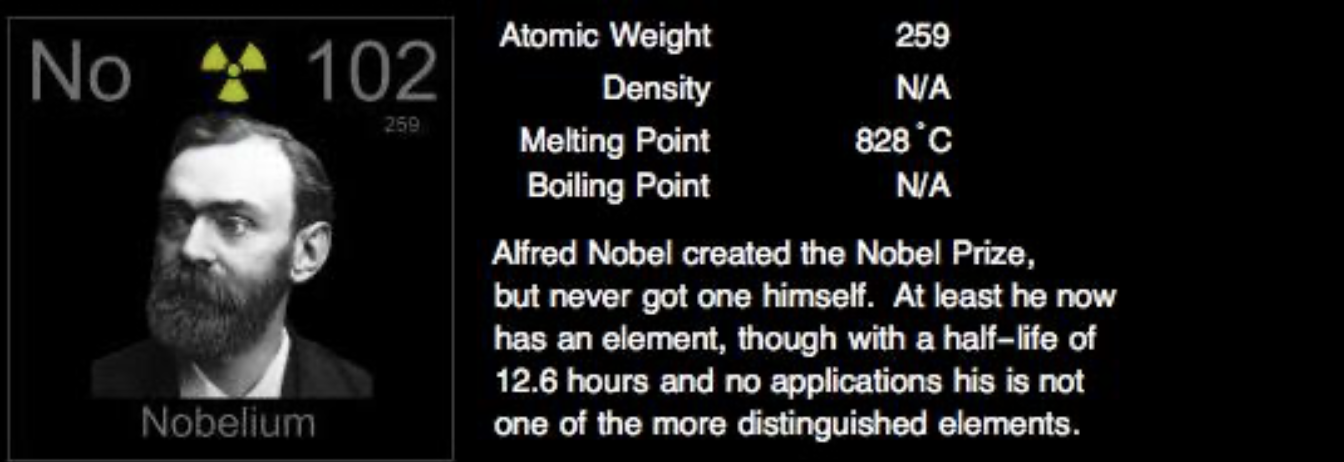 No 102
259
Nobelium
Atomic Weight 259
Density N/A
Melting Point 828 °C
Boiling Point N/A
Alfred Nobel created the Nobel Prize,
but never got one himself. At least he now
has an element, though with a half-life of
12.6 hours and no applications his is not
one of the more distinguished elements.